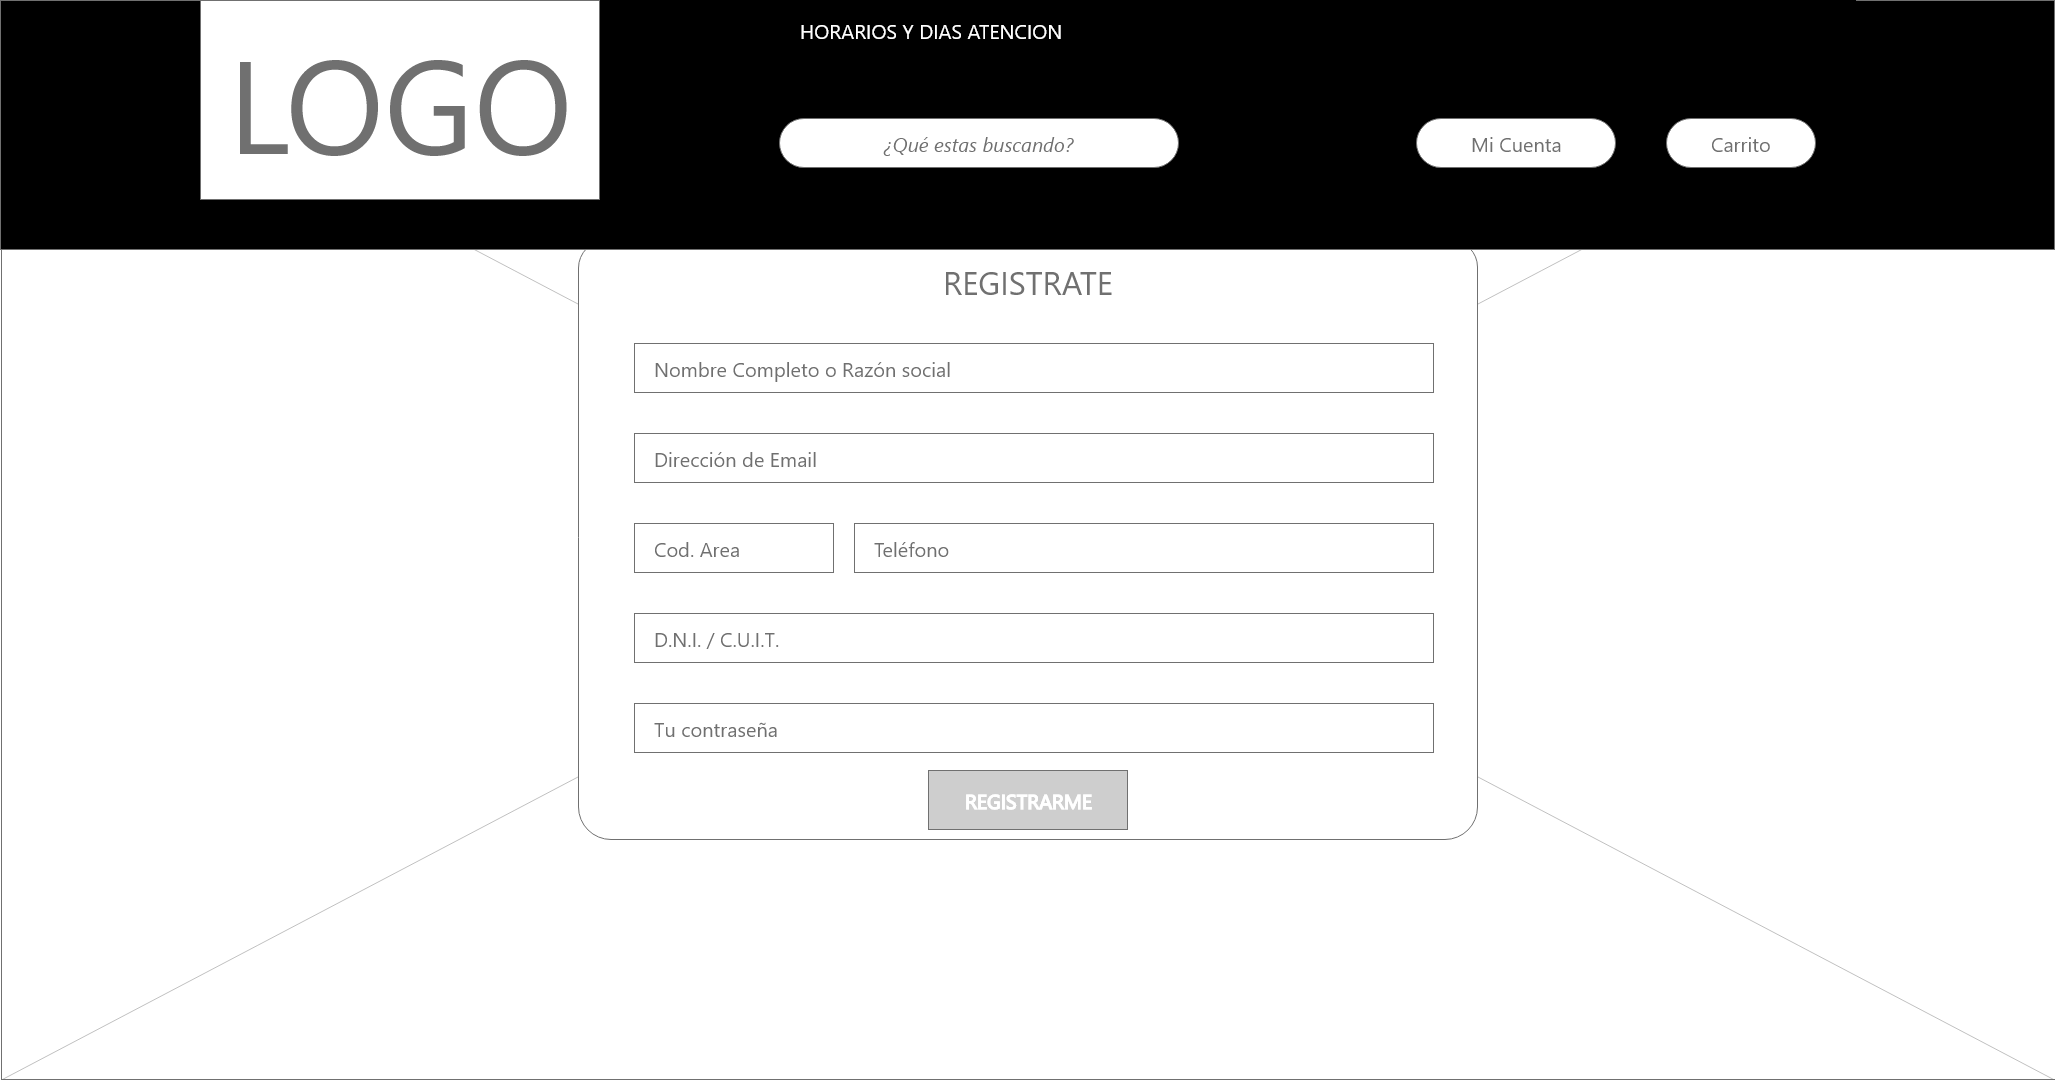 LOGO
HORARIOS Y DIAS ATENCION
¿Qué estas buscando?
Mi Cuenta
Carrito
REGISTRATE
Nombre Completo o Razón social
Dirección de Email
Cod. Area
Teléfono
D.N.I. / C.U.I.T.
Tu contraseña
REGISTRARME